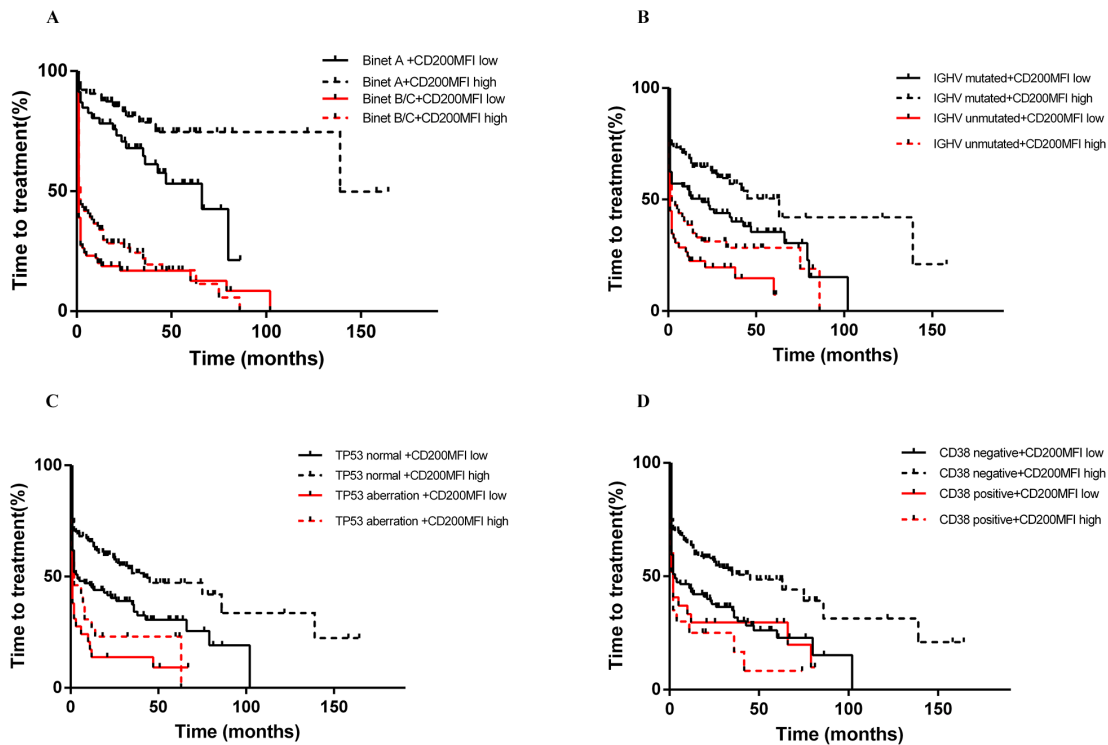 A
Binet A +CD200MFI low
Binet A+CD200MFI high
Binet B/C+CD200MFI low
Binet B/C+CD200MFI high
Time to treatment(%)
100
50
0
0 50 100 150
Time (months)
B
IGHV mutated+CD200MFI low
IGHV mutated+CD200MFI high
IGHV unmutated+CD200MFI low
IGHV unmutated+CD200MFI high
Time to treatment(%)
100
50
0
0 50 100 150
Time (months)
C
TP53 normal +CD200MFI low
TP53 normal +CD200MFI high
TP53 aberration +CD200MFI low
TP53 aberration +CD200MFI high
Time to treatment(%)
100
50
0
0 50 100 150
Time (months)
D
CD38 negative+CD200MFI low
CD38 negative+CD200MFI high
CD38 positive+CD200MFI low
CD38 positive+CD200MFI high
Time to treatment(%)
100
50
0
0 50 100 150
Time (months)